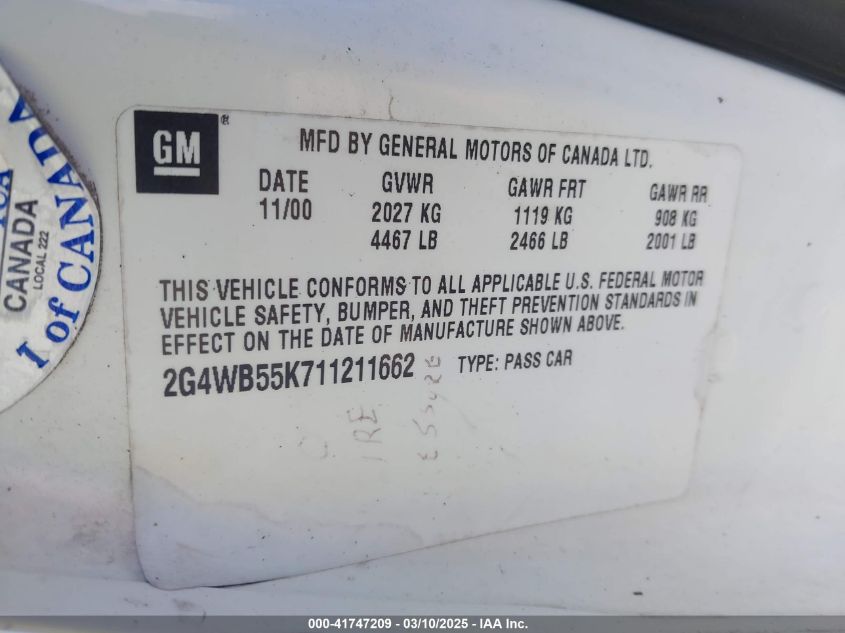 CANADA
LOCAL 222
1 of CANADA
GM®
MFD BY GENERAL MOTORS OF CANADA LTD.
DATE GVWR GAWR FRT GAWR RR
11/00 2027 KG 1119 KG 908 KG
4467 LB 2466 LB 2001 LB
THIS VEHICLE CONFORMS TO ALL APPLICABLE U.S. FEDERAL MOTOR
VEHICLE SAFETY, BUMPER, AND THEFT PREVENTION STANDARDS IN
EFFECT ON THE DATE OF MANUFACTURE SHOWN ABOVE.
2G4WB55K711211662 TYPE: PASS CAR
IRE
000-41747209 / 03/10/2025 - IAA Inc.